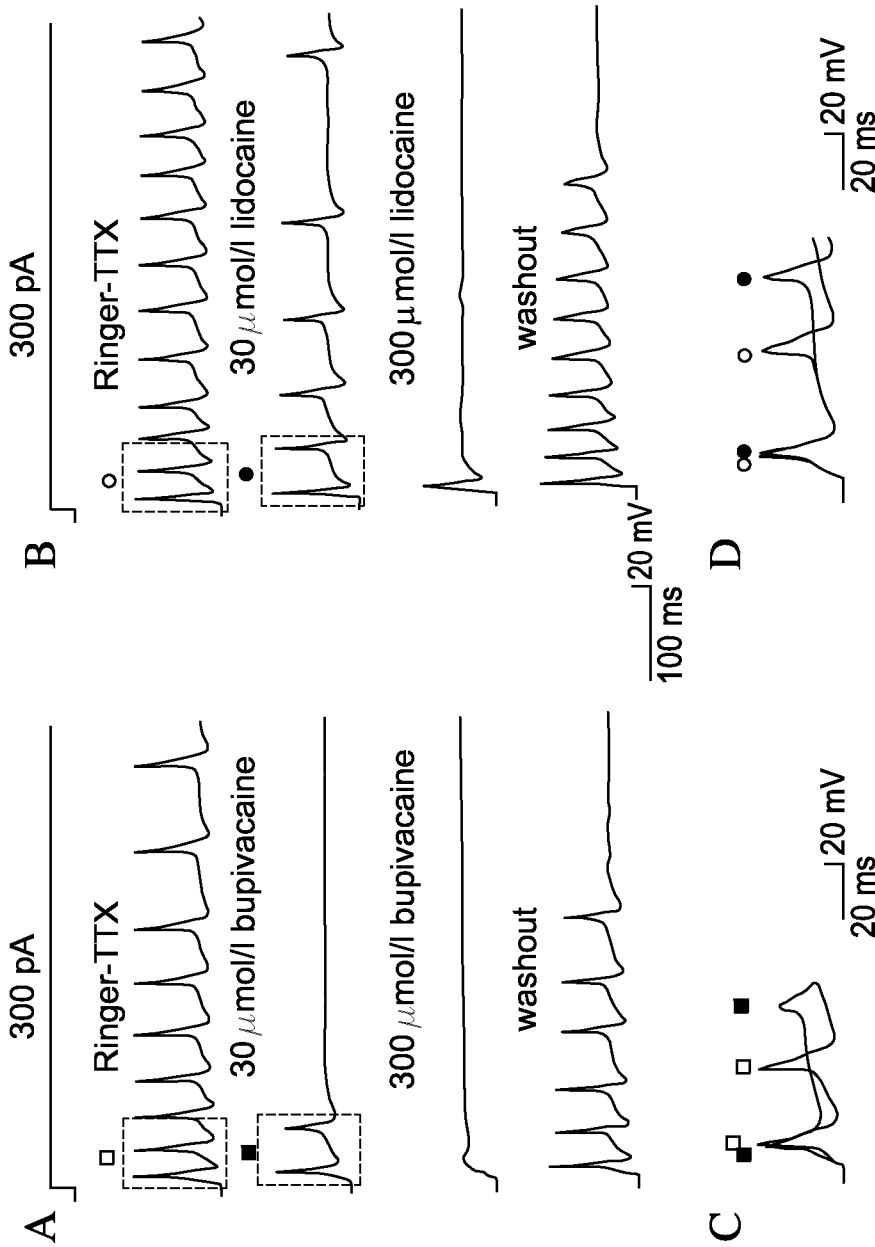 A
300 pA
Ringer-TTX
30 μmol/l bupivacaine
300 μmol/l bupivacaine
washout
20 mV
100 ms
B
300 pA
Ringer-TTX
30 μmol/l lidocaine
300 μmol/l lidocaine
washout
C
20 mV
20 ms
D
20 mV
20 ms